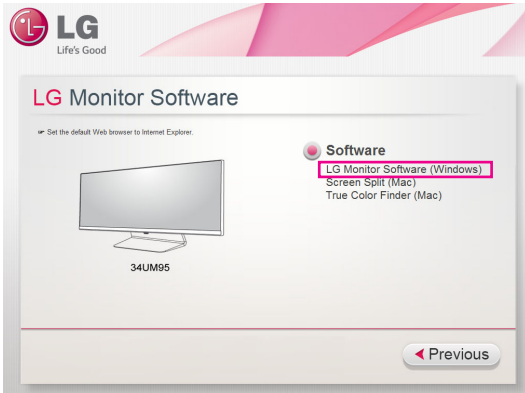 LG
Life's Good
LG Monitor Software
☞ Set the default Web browser to Internet Explorer.
Software
LG Monitor Software (Windows)
Screen Split (Mac)
True Color Finder (Mac)
34UM95
Previous